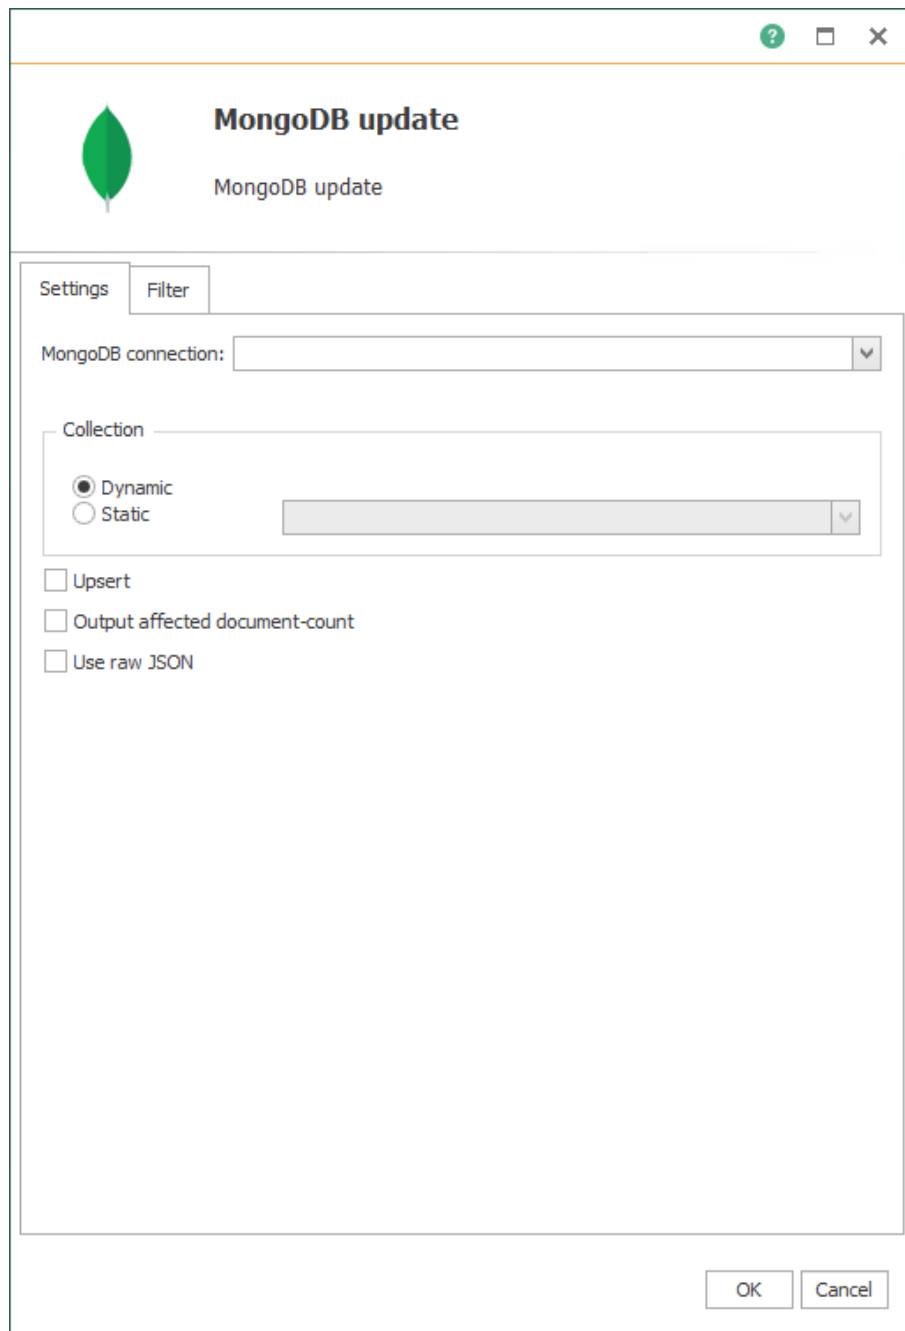 ?
MongoDB update
MongoDB update
Settings
Filter
MongoDB connection:
Collection
Dynamic
Static
Upsert
Output affected document-count
Use raw JSON
OK
Cancel